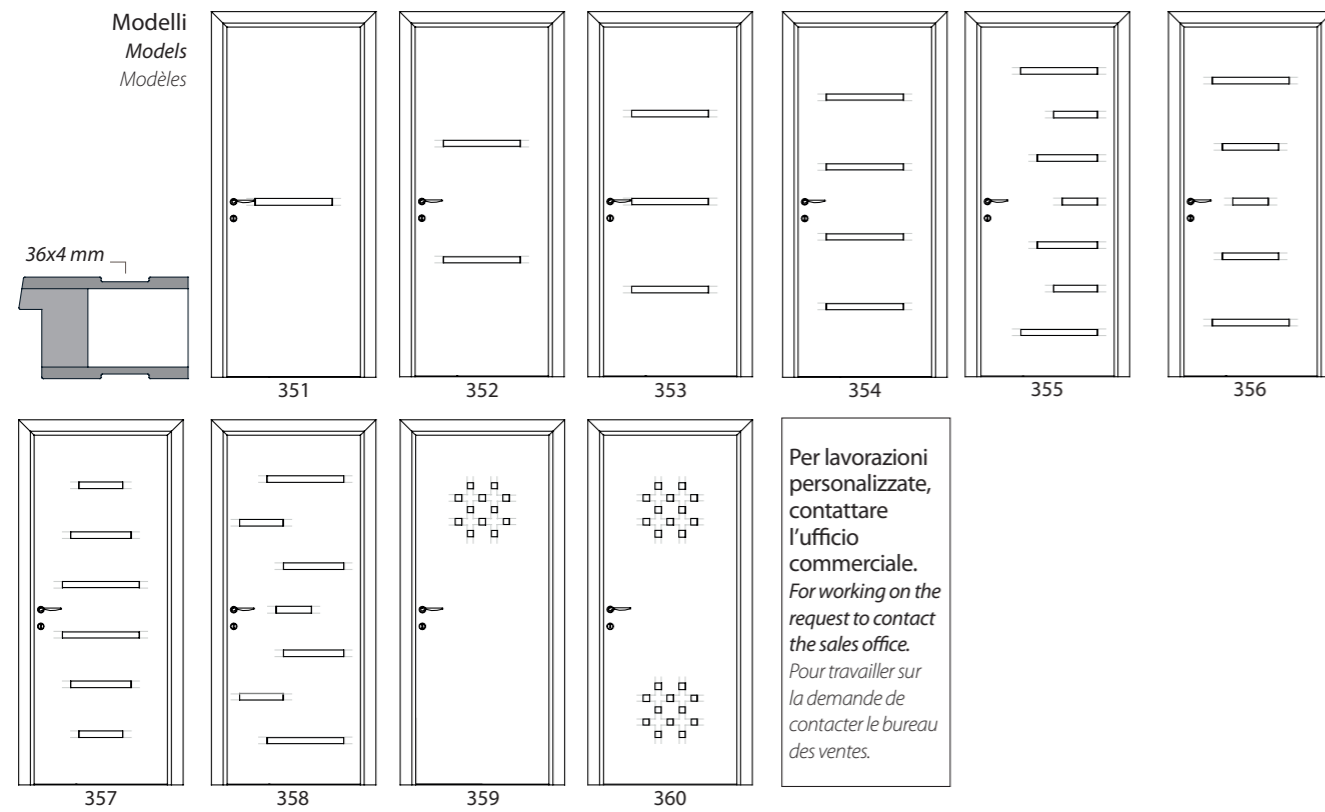 Modelli
Models
Modèles
36x4 mm
351
352
353
354
355
356
357
358
359
360
Per lavorazioni
personalizzate,
contattare
l'ufficio
commerciale.
For working on the
request to contact
the sales office.
Pour travailler sur
la demande de
contacter le bureau
des ventes.